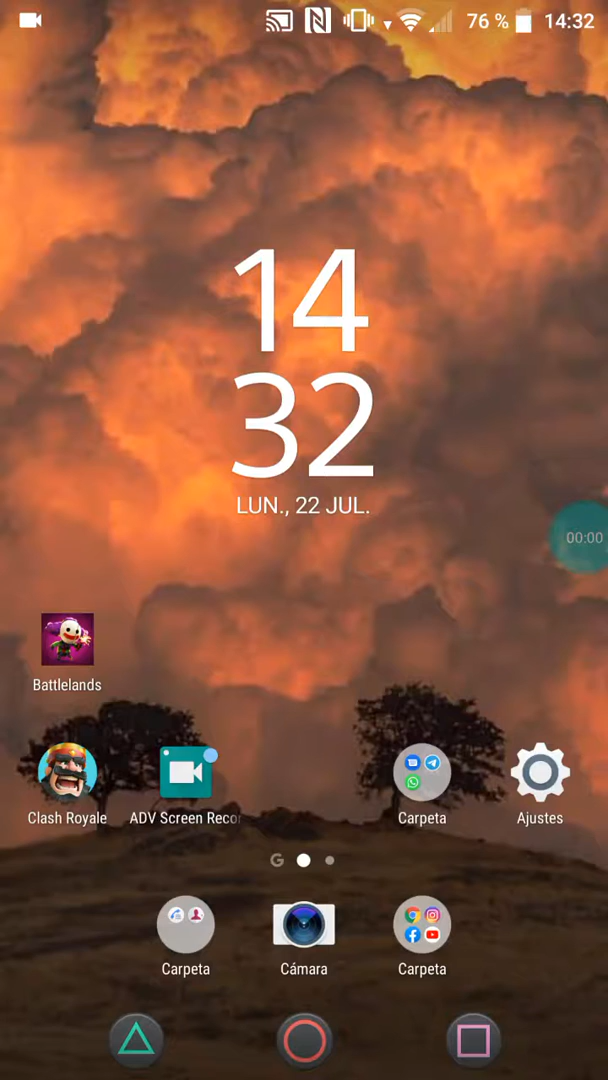 76 % 14:32
14
32
LUN., 22 JUL.
00:00
Battlelands
Clash Royale ADV Screen Reco Carpeta Ajustes
G
Carpeta Cámara Carpeta